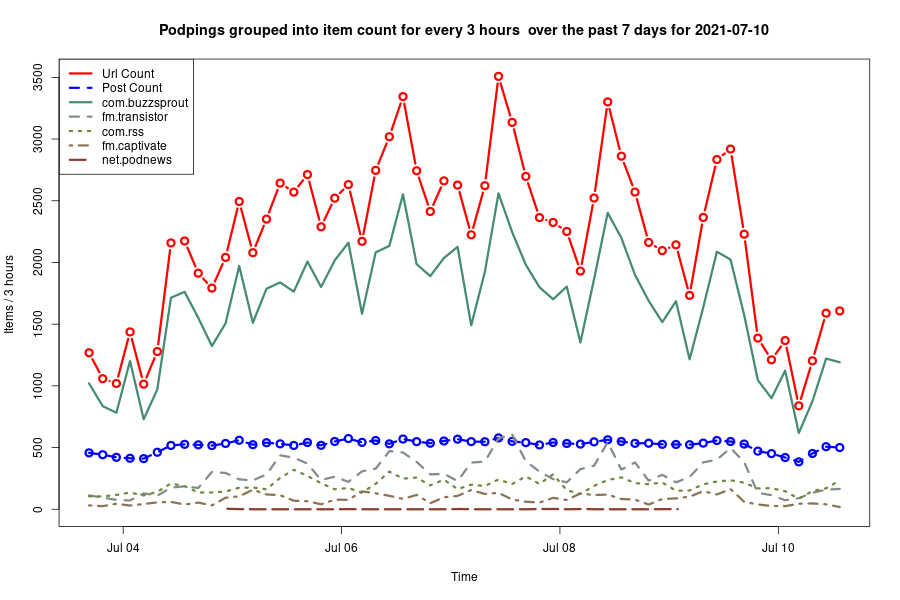 Podpings grouped into item count for every 3 hours  over the past 7 days for 2021-07-10
Url Count
Post Count
com.buzzsprout
fm.transistor
com.rss
fm.captivate
net.podnews
Items / 3 hours
3500
3000
2500
2000
1500
1000
500
0
Jul 04
Jul 06
Jul 08
Jul 10
Time